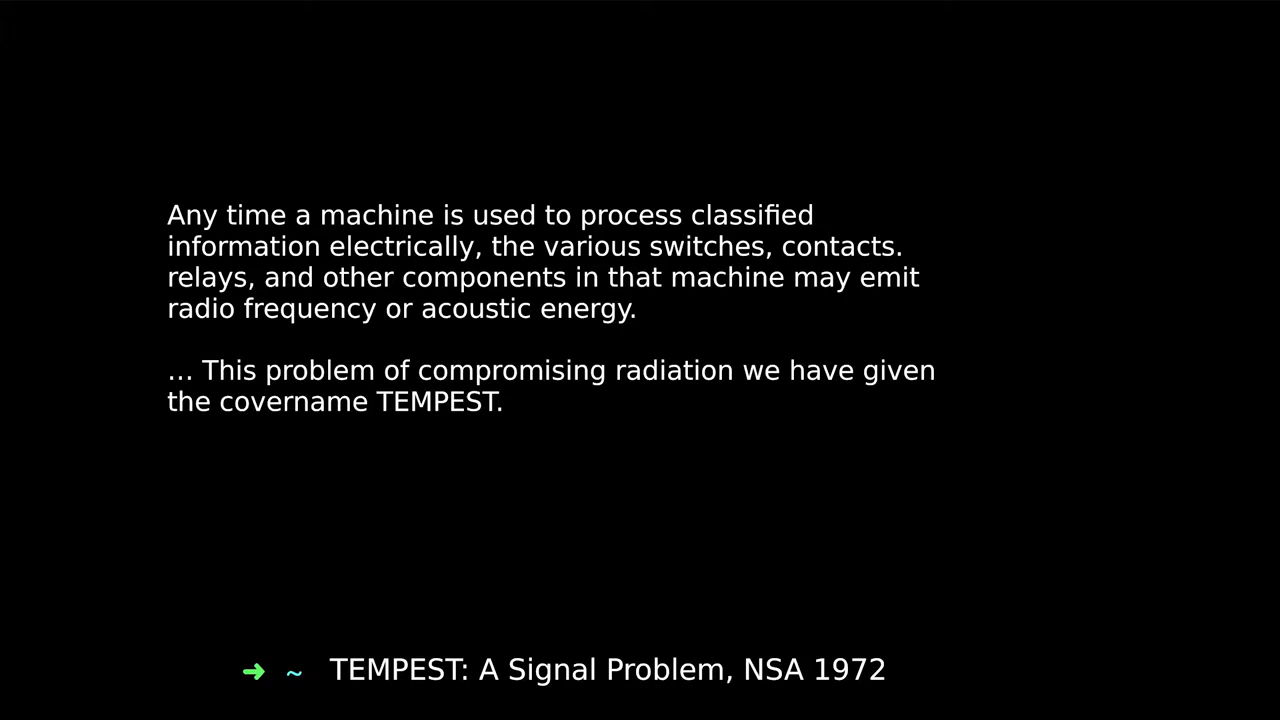 Any time a machine is used to process classified
information electrically, the various switches, contacts.
relays, and other components in that machine may emit
radio frequency or acoustic energy.
... This problem of compromising radiation we have given
the covername TEMPEST.
➜ ~ TEMPEST: A Signal Problem, NSA 1972